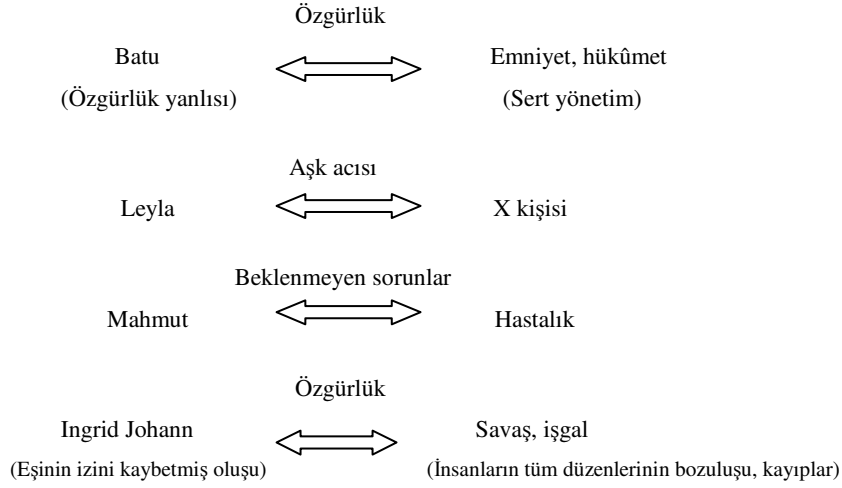 Özgürlük
Batu Emniyet, hükûmet
(Özgürlük yanlısı) (Sert yönetim)
Aşk acısı
Leyla X kişisi
Beklenmeyen sorunlar
Mahmut Hastalık
Özgürlük
Ingrid Johann Savaş, işgal
(Eşinin izini kaybetmiş oluşu) (İnsanların tüm düzenlerinin bozuluşu, kayıplar)